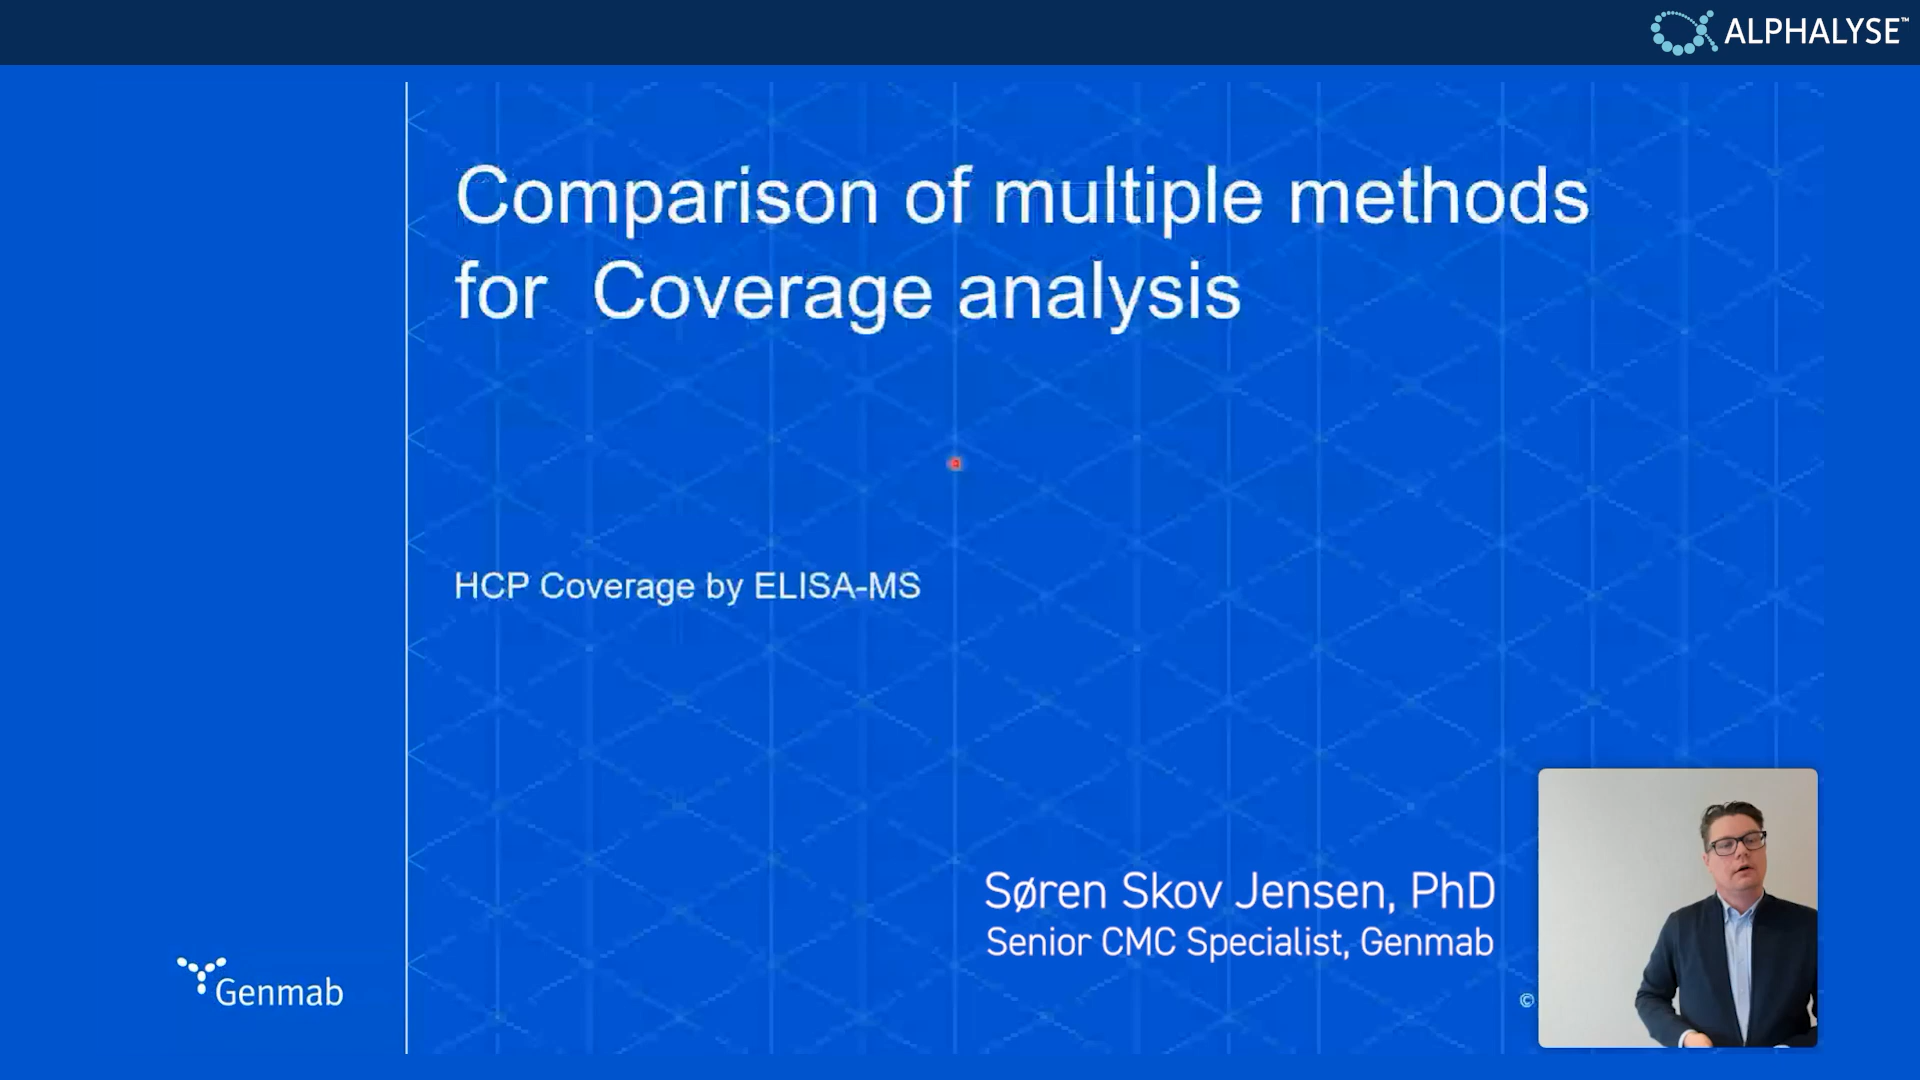 ALPHALYSE™
Comparison of multiple methods
for Coverage analysis
HCP Coverage by ELISA-MS
Søren Skov Jensen, PhD
Senior CMC Specialist, Genmab
Genmab
©